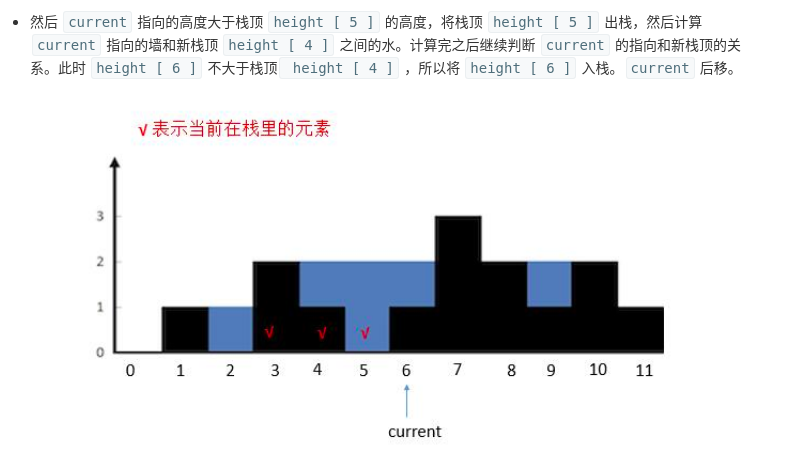 然后 current 指向的高度大于栈顶 height [ 5 ] 的高度，将栈顶 height [ 5 ] 出栈，然后计算
current 指向的墙和新栈顶 height [ 4 ] 之间的水。计算完之后继续判断 current 的指向和新栈顶的关
系。此时 height [ 6 ] 不大于栈顶 height [ 4 ] ，所以将 height [ 6 ] 入栈。 current 后移。
√ 表示当前在栈里的元素
3
2
1
√ √ √
0
0 1 2 3 4 5 6 7 8 9 10 11
current